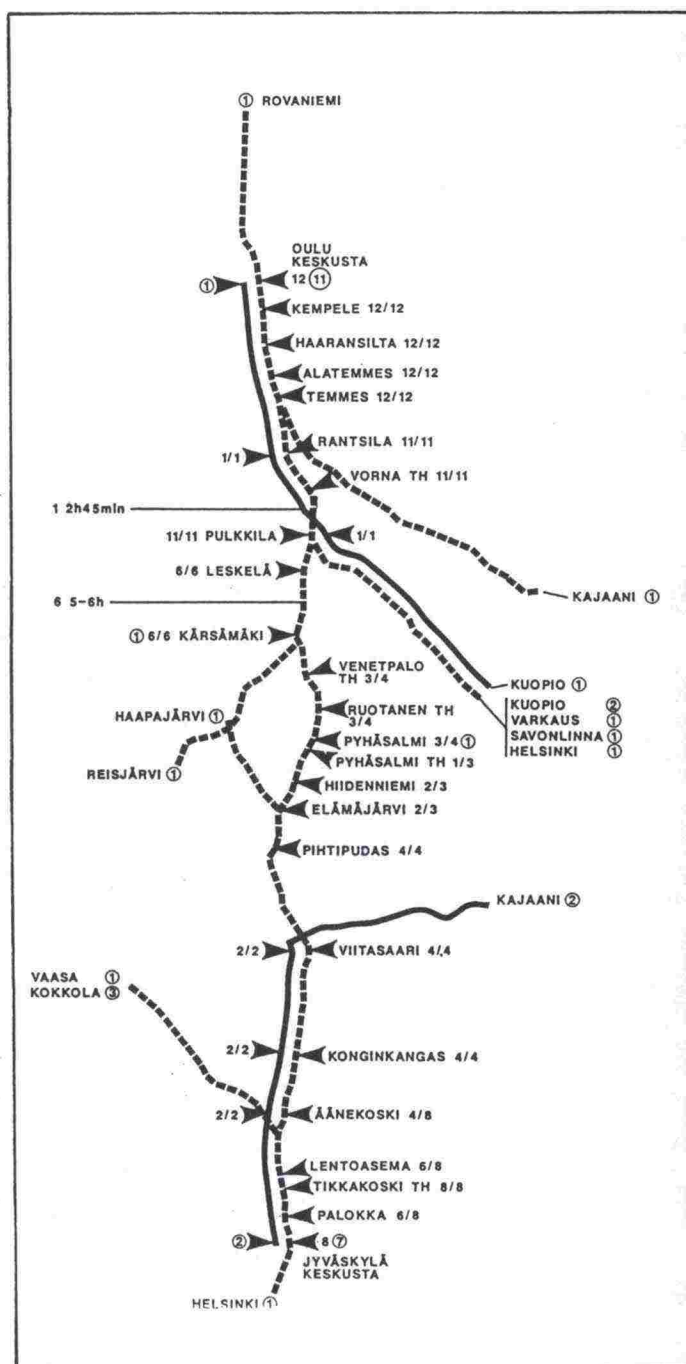 ① ROVANIEMI
OULU
KESKUSTA
① 12 ⑪
KEMPELE 12/12
HAARANSILTA 12/12
ALATEMMES 12/12
TEMMES 12/12
RANTSILA 11/11
1/1
VORNA TH 11/11
1 2h45min
11/11 PULKKILA 1/1
6/6 LESKELÄ
6 5-6h
KAJAANI ①
① 6/6 KÄRSÄMÄKI
VENETPALO
TH 3/4
KUOPIO ①
KUOPIO ②
VARKAUS ①
SAVONLINNA ①
HELSINKI ①
RUOTANEN TH
3/4
HAAPAJÄRVI ①
PYHÄSALMI 3/4 ①
PYHÄSALMI TH 1/3
REISJÄRVI ①
HIIDENNIEMI 2/3
ELÄMÄJÄRVI 2/3
PIHTIPUDAS 4/4
KAJAANI ②
2/2 VIITASAARI 4/4
VAASA ①
KOKKOLA ③
2/2 KONGINKANGAS 4/4
2/2 ÄÄNEKOSKI 4/8
LENTOASEMA 6/8
TIKKAKOSKI TH 8/8
PALOKKA 6/8
② 8 ⑦
JYVÄSKYLÄ
KESKUSTA
HELSINKI ①